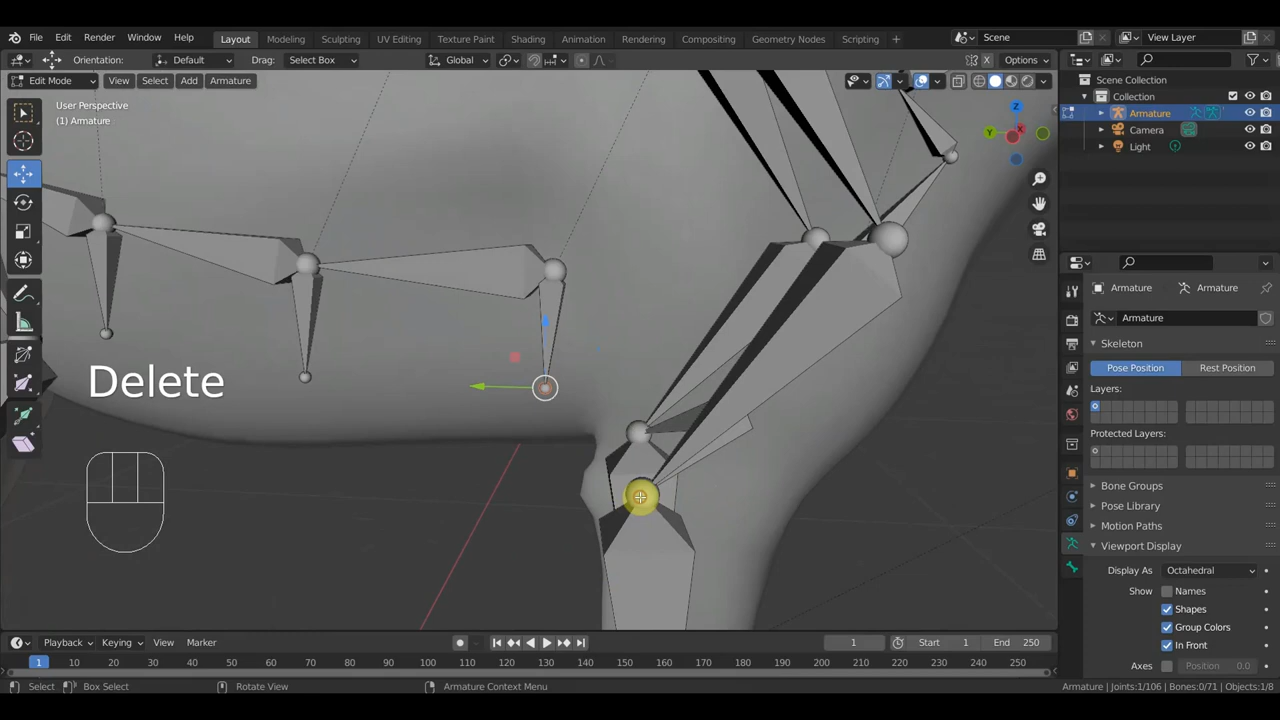 File Edit Render Window Help Layout Modeling Sculpting UV Editing Texture Paint Shading Animation Rendering Compositing Geometry Nodes Scripting + Scene View Layer
Orientation: Default Drag: Select Box Global Options
Edit Mode View Select Add Armature
User Perspective
(1) Armature
Z
Y
X
Scene Collection
Collection
Armature
Camera
Light
Armature Armature
Armature
Skeleton
Pose Position Rest Position
Layers:
Protected Layers:
Bone Groups
Pose Library
Motion Paths
Viewport Display
Display As Octahedral
Show Names
Shapes
Group Colors
In Front
Axes Position 0.0
Delete
Playback Keying View Marker 1 Start 1 End 250
1 10 20 30 40 50 60 70 80 90 100 110 120 130 140 150 160 170 180 190 200 210 220 230 240 250
Select Box Select Rotate View Armature Context Menu Armature | Joints:1/106 | Bones:0/71 | Objects:1/8